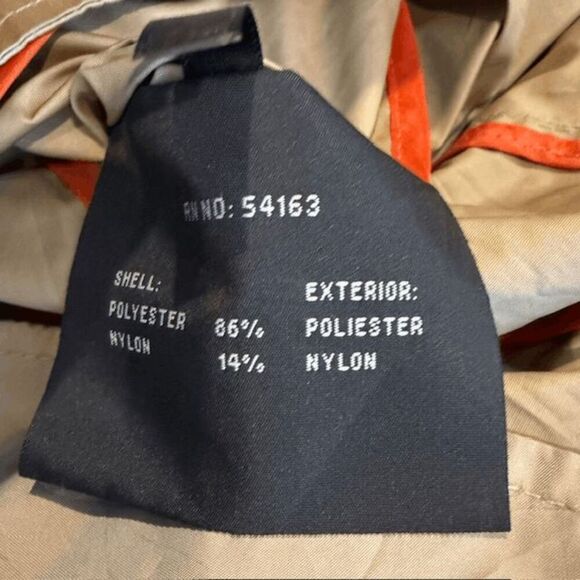 RN NO: 54163
SHELL: EXTERIOR:
POLYESTER 86% POLIESTER
NYLON 14% NYLON